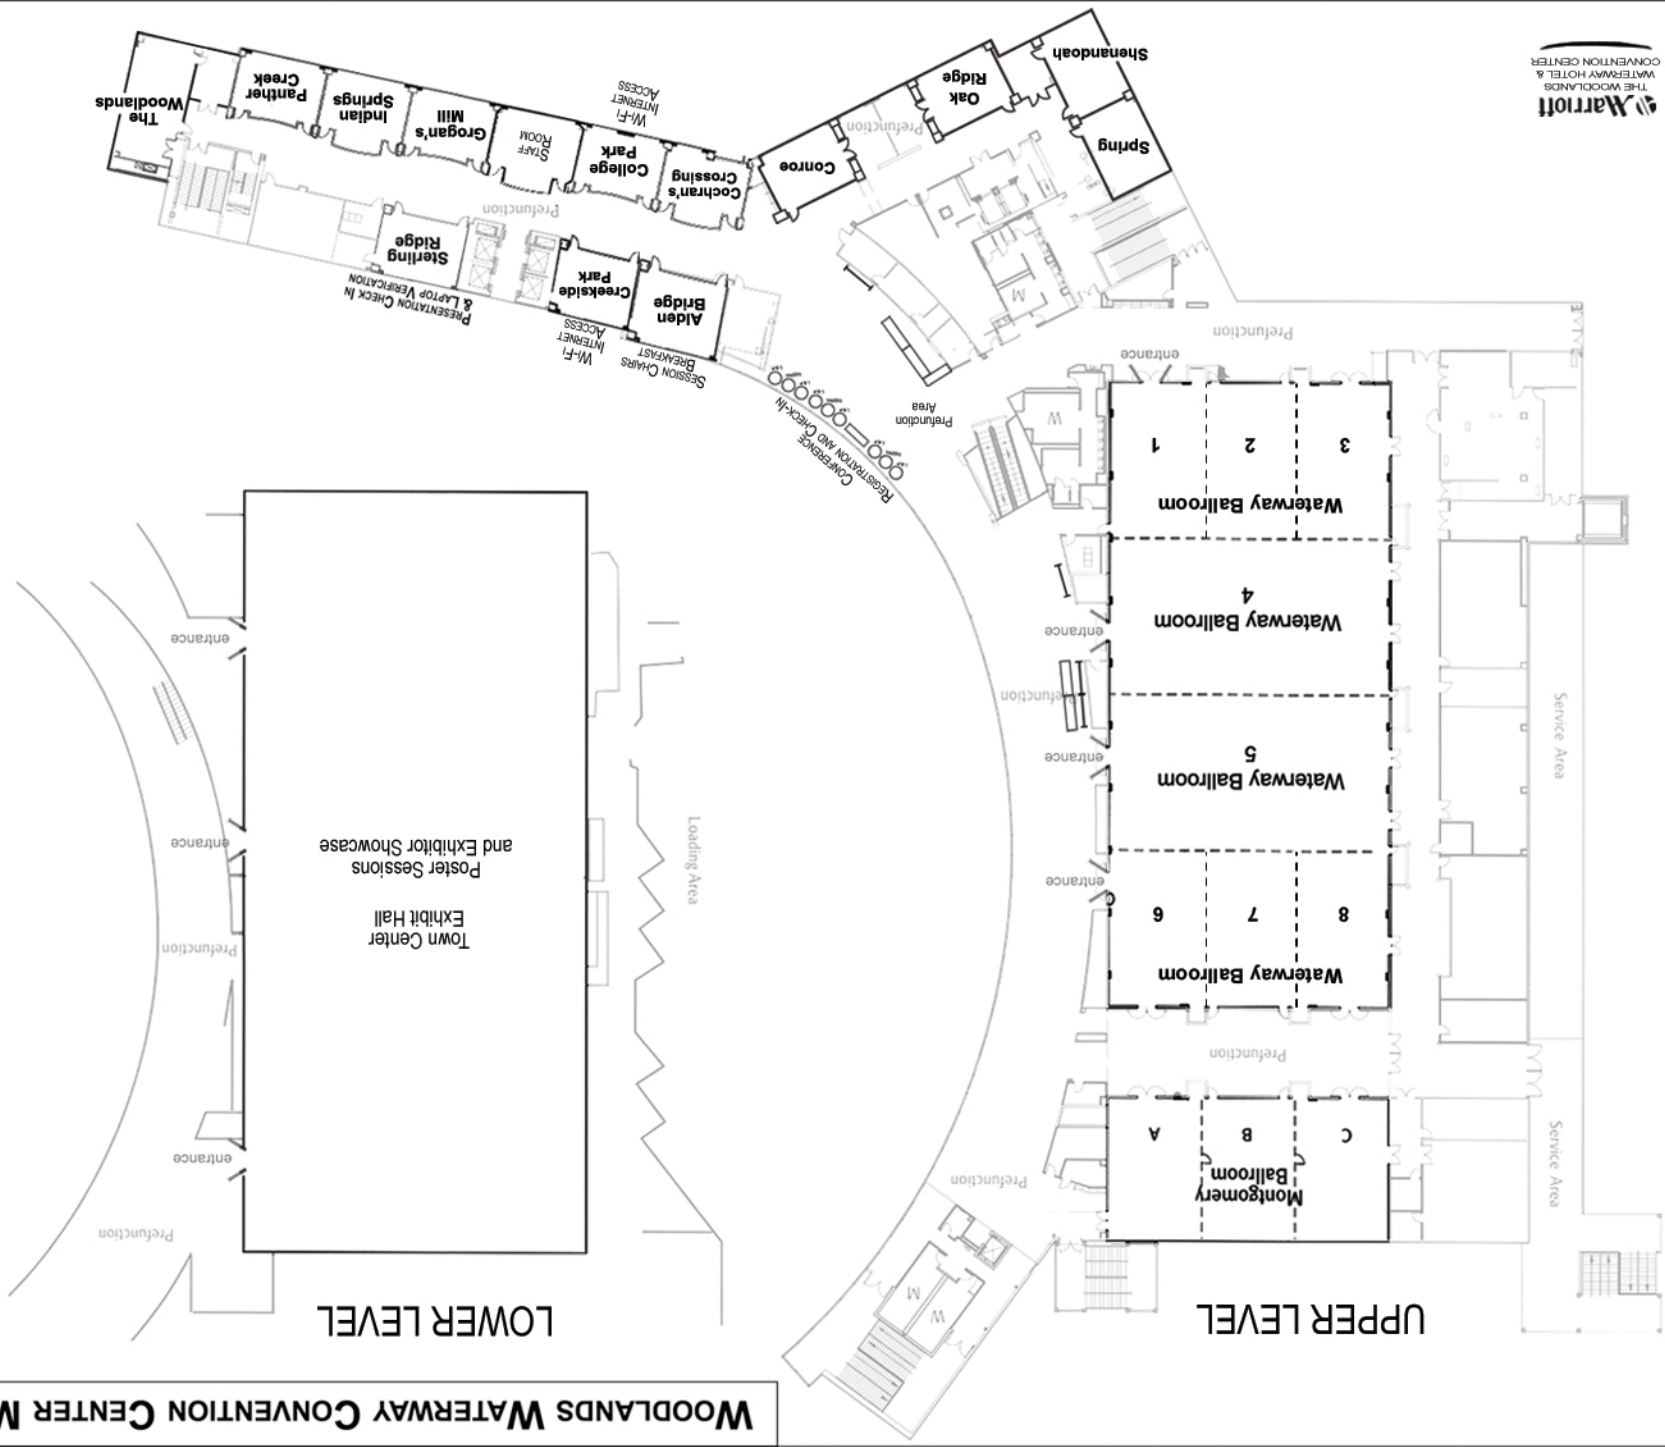 WOODLANDS WATERWAY CONVENTION CENTER M
UPPER LEVEL
LOWER LEVEL
Montgomery
Ballroom
C
B
A
Service Area
Prefunction
W
M
Prefunction
Waterway Ballroom
8
7
6
entrance
Waterway Ballroom
5
entrance
Prefunction
Waterway Ballroom
4
entrance
Service Area
Waterway Ballroom
3
2
1
W
entrance
Prefunction
Prefunction
Area
M
Spring
Shenandoah
Oak
Ridge
Prefunction
Conroe
CONFERENCE
REGISTRATION AND CHECK-IN
SESSION CHAIRS
BREAKFAST
Alden
Bridge
WI-FI
INTERNET
ACCESS
Creekside
Park
PRESENTATION CHECK IN
& LAPTOP VERIFICATION
Sterling
Ridge
Prefunction
Cochran's
Crossing
College
Park
STAFF
ROOM
Grogan's
Mill
Indian
Springs
Panther
Creek
The
Woodlands
WI-FI
INTERNET
ACCESS
Prefunction
entrance
Prefunction
entrance
entrance
Town Center
Exhibit Hall
Poster Sessions
and Exhibitor Showcase
Loading Area
Marriott
THE WOODLANDS
WATERWAY HOTEL &
CONVENTION CENTER